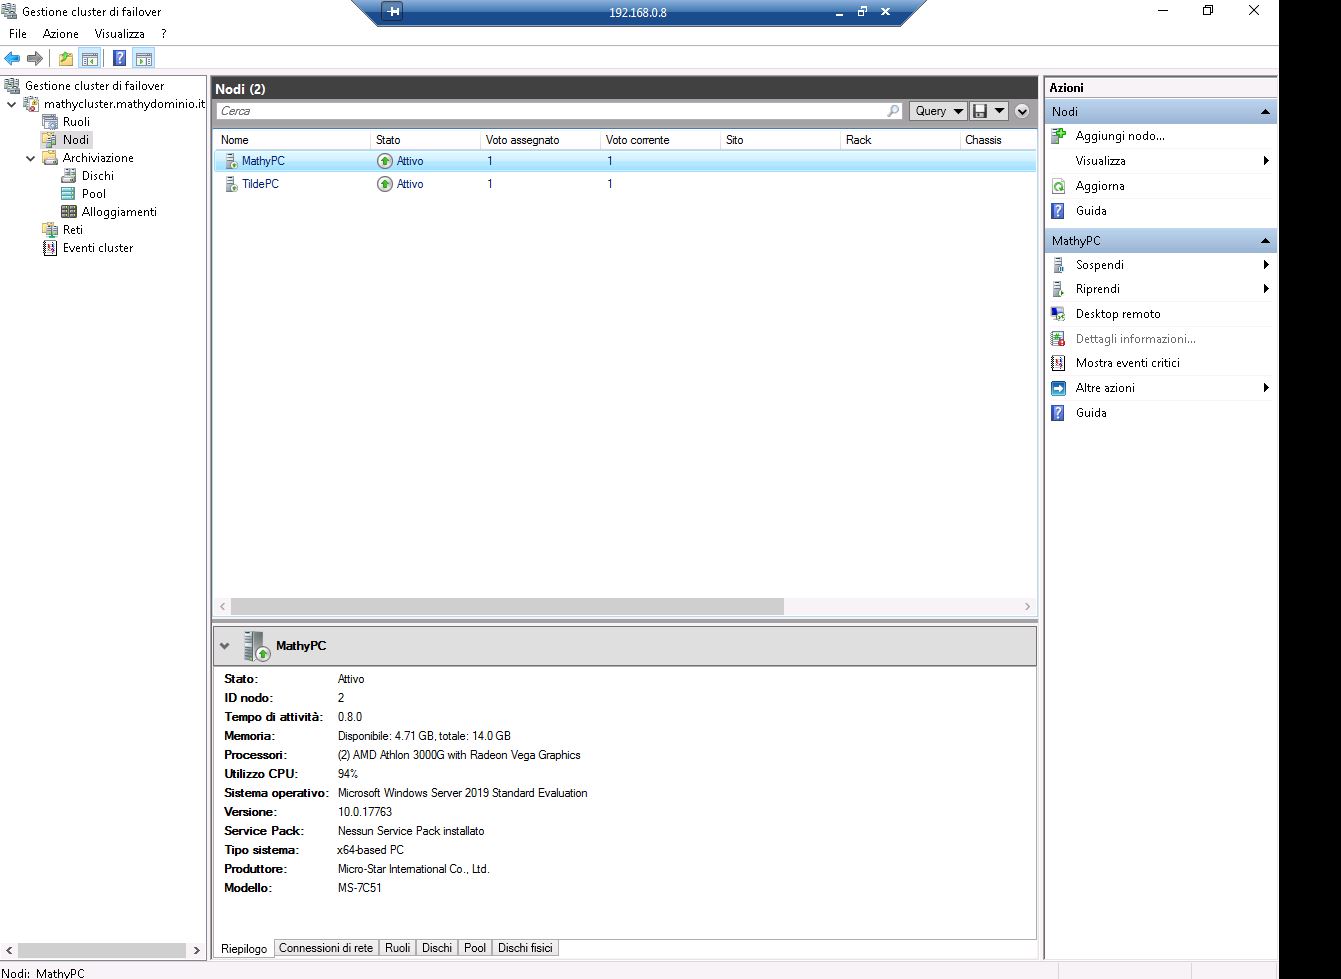 Gestione cluster di failover
192.168.0.8
File Azione Visualizza ?
Gestione cluster di failover
mathycluster.mathydominio.it
Ruoli
Nodi
Archiviazione
Dischi
Pool
Alloggiamenti
Reti
Eventi cluster
Nodi (2)
Cerca
Query
Nome Stato Voto assegnato Voto corrente Sito Rack Chassis
MathyPC Attivo 1 1
TildePC Attivo 1 1
MathyPC
Stato: Attivo
ID nodo: 2
Tempo di attività: 0.8.0
Memoria: Disponibile: 4.71 GB, totale: 14.0 GB
Processori: (2) AMD Athlon 3000G with Radeon Vega Graphics
Utilizzo CPU: 94%
Sistema operativo: Microsoft Windows Server 2019 Standard Evaluation
Versione: 10.0.17763
Service Pack: Nessun Service Pack installato
Tipo sistema: x64-based PC
Produttore: Micro-Star International Co., Ltd.
Modello: MS-7C51
Riepilogo Connessioni di rete Ruoli Dischi Pool Dischi fisici
Azioni
Nodi
Aggiungi nodo...
Visualizza
Aggiorna
Guida
MathyPC
Sospendi
Riprendi
Desktop remoto
Dettagli informazioni...
Mostra eventi critici
Altre azioni
Guida
Nodi: MathyPC